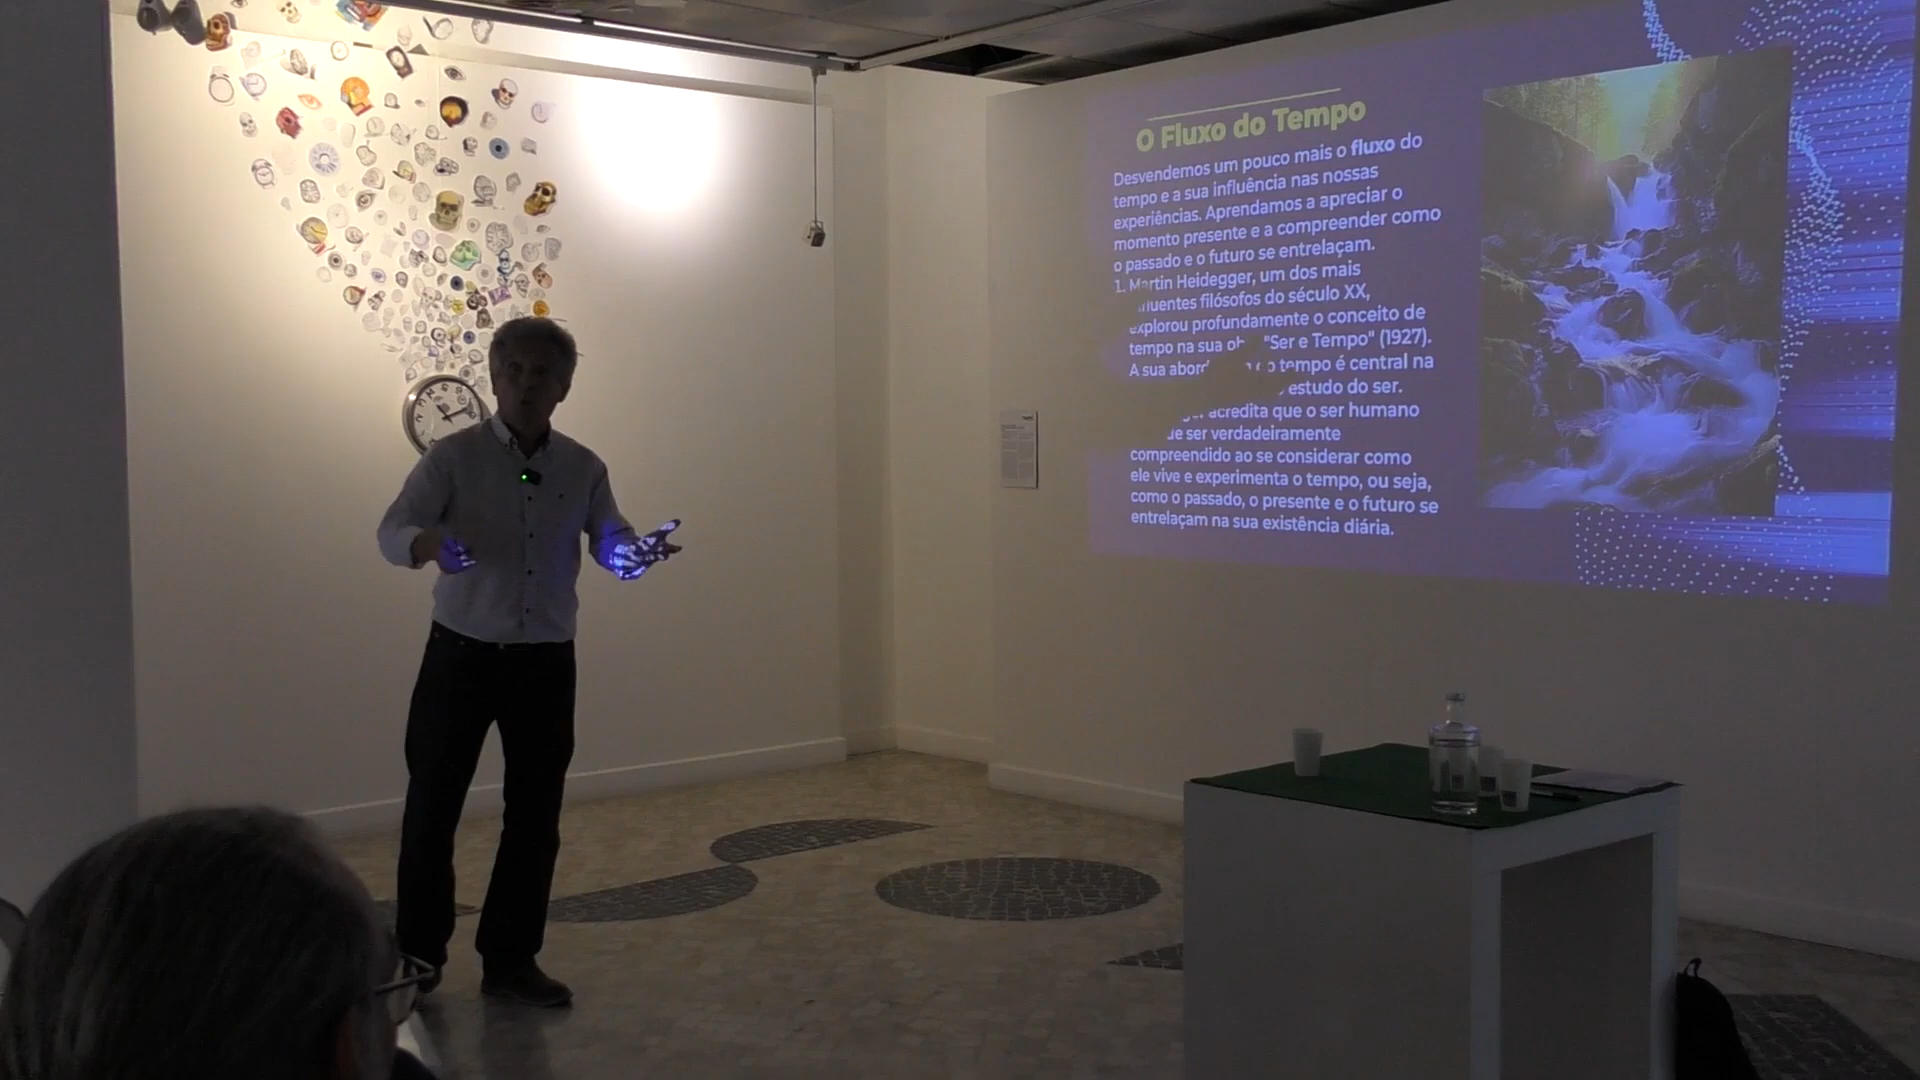 O Fluxo do Tempo
Desvendemos um pouco mais o fluxo do
tempo e a sua influência nas nossas
experiências. Aprendamos a apreciar o
momento presente e a compreender como
o passado e o futuro se entrelaçam.
1. Martin Heidegger, um dos mais
fluentes filósofos do século XX,
explorou profundamente o conceito de
tempo na sua ob "Ser e Tempo" (1927).
A sua abord o tempo é central na
estudo do ser.
acredita que o ser humano
de ser verdadeiramente
compreendido ao se considerar como
ele vive e experimenta o tempo, ou seja,
como o passado, o presente e o futuro se
entrelaçam na sua existência diária.